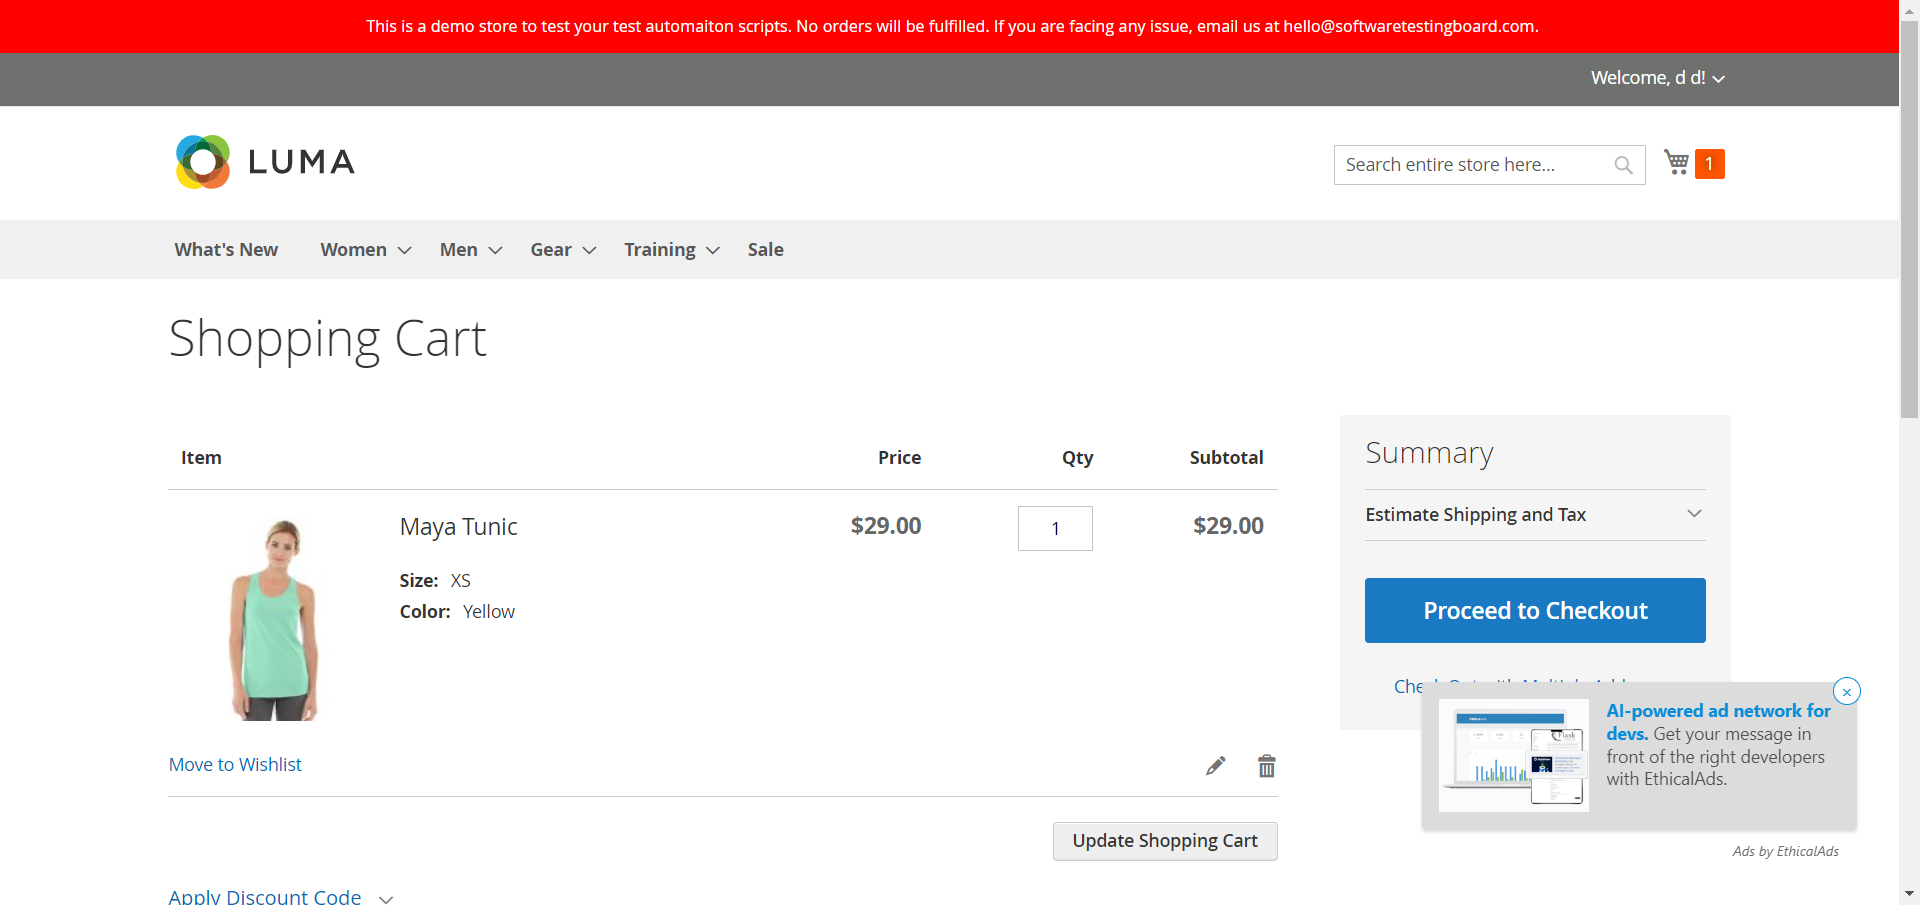 This is a demo store to test your test automaiton scripts. No orders will be fulfilled. If you are facing any issue, email us at hello@softwaretestingboard.com.
Welcome, d d!
LUMA
Search entire store here...
1
What's New
Women
Men
Gear
Training
Sale
Shopping Cart
Item
Price
Qty
Subtotal
Maya Tunic
$29.00
1
$29.00
Size: XS
Color: Yellow
Move to Wishlist
Update Shopping Cart
Apply Discount Code
Summary
Estimate Shipping and Tax
Proceed to Checkout
AI-powered ad network for
devs. Get your message in
front of the right developers
with EthicalAds.
Ads by EthicalAds